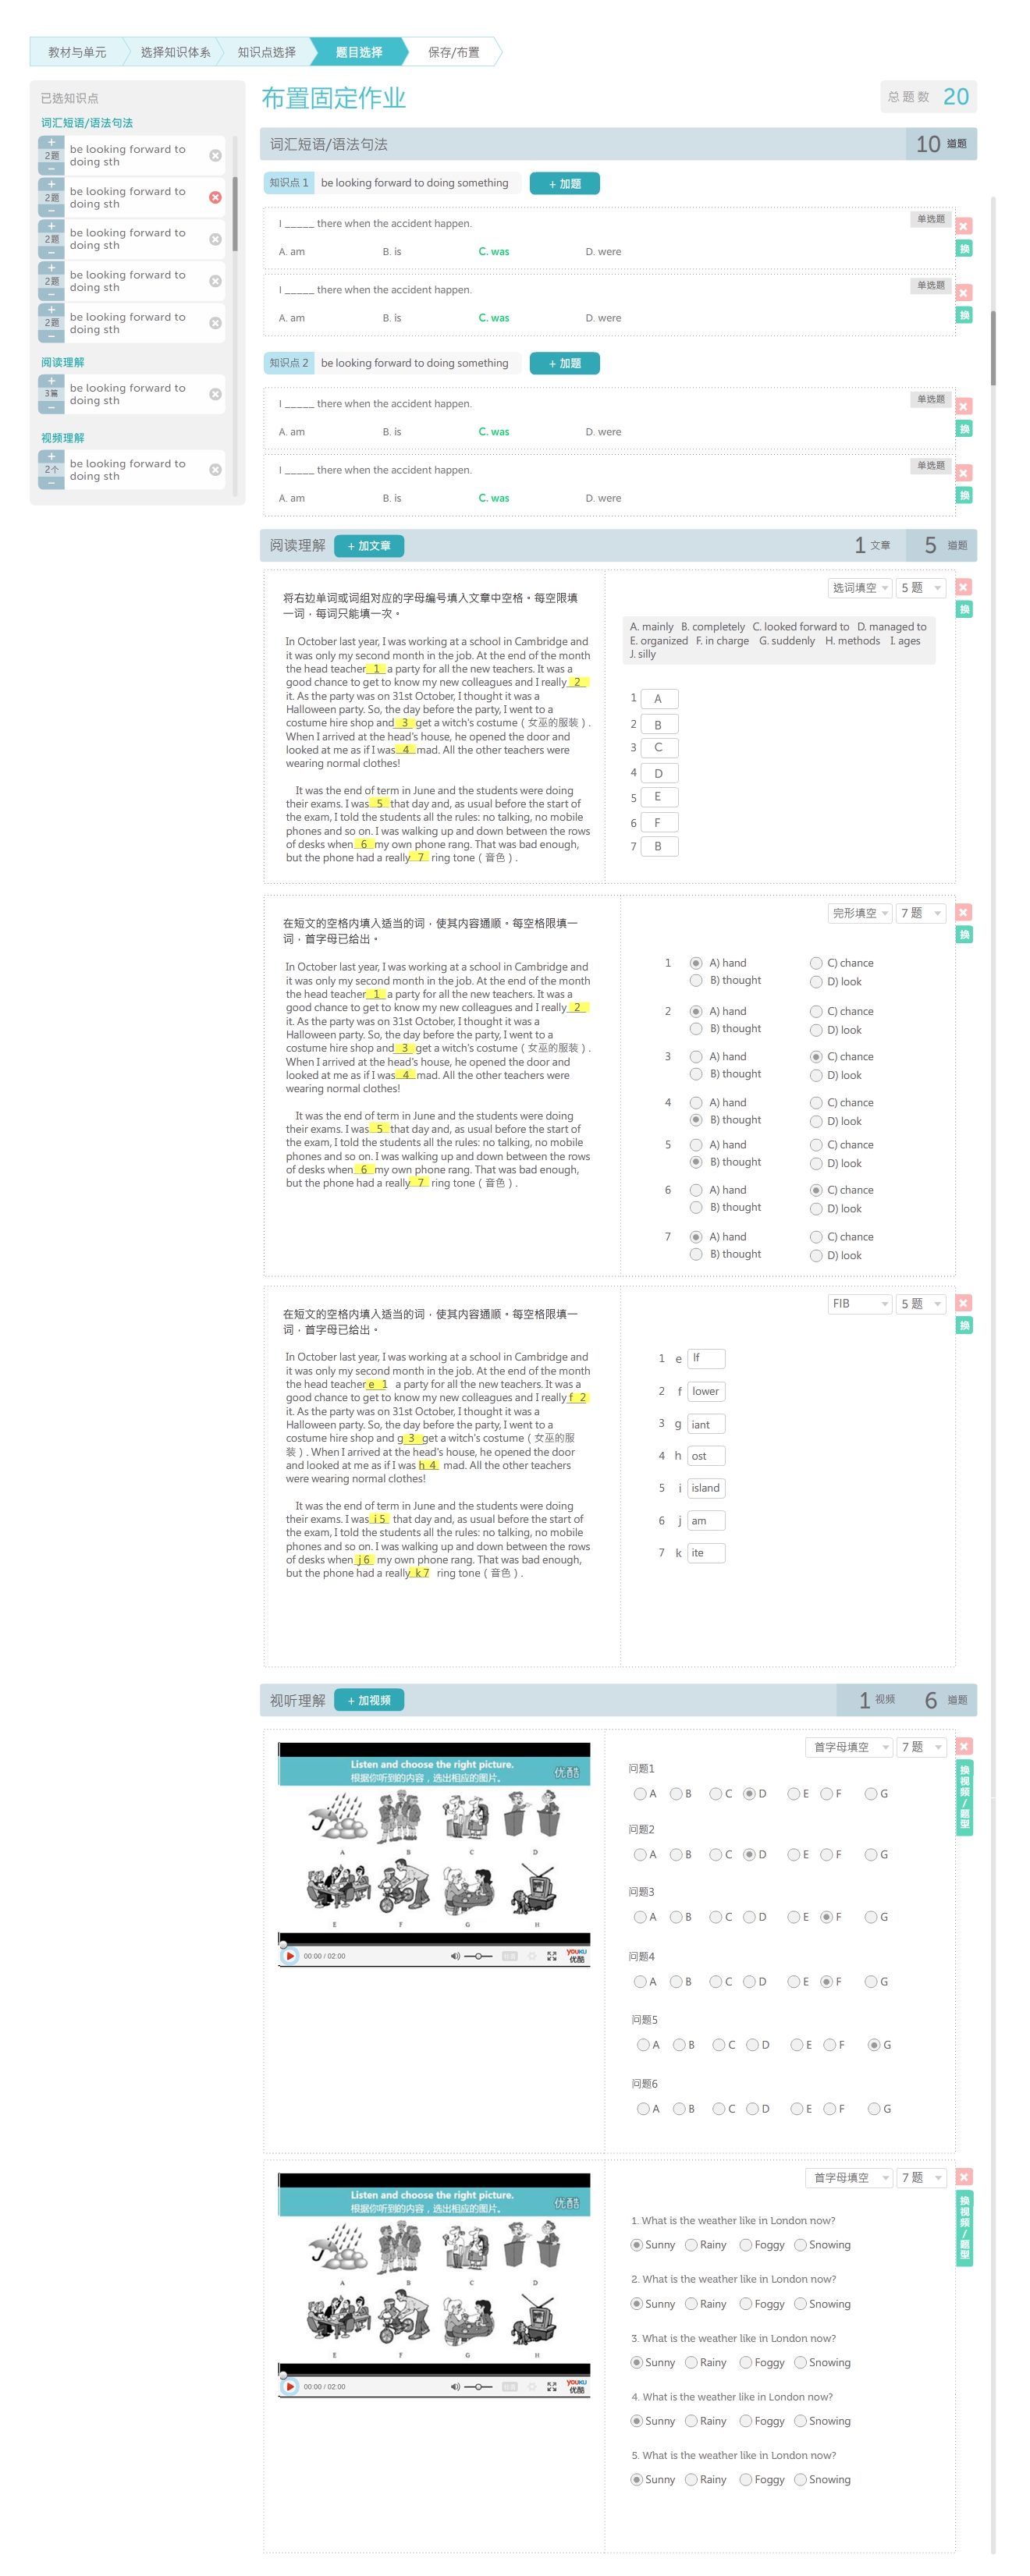 教材与单元 选择知识体系 知识点选择 题目选择 保存/布置
已选知识点
词汇短语/语法句法
+
2题
−
be looking forward to
doing sth
+
2题
−
be looking forward to
doing sth
+
2题
−
be looking forward to
doing sth
+
2题
−
be looking forward to
doing sth
+
2题
−
be looking forward to
doing sth
阅读理解
+
3篇
−
be looking forward to
doing sth
视频理解
+
2个
−
be looking forward to
doing sth
布置固定作业
总题数 20
词汇短语/语法句法 10 道题
知识点 1 be looking forward to doing something + 加题
I _____ there when the accident happen. 单选题
A. am B. is C. was D. were
换
I _____ there when the accident happen. 单选题
A. am B. is C. was D. were
换
知识点 2 be looking forward to doing something + 加题
I _____ there when the accident happen. 单选题
A. am B. is C. was D. were
换
I _____ there when the accident happen. 单选题
A. am B. is C. was D. were
换
阅读理解 + 加文章 1 文章 5 道题
将右边单词或词组对应的字母编号填入文章中空格。每空限填
一词，每词只能填一次。
In October last year, I was working at a school in Cambridge and
it was only my second month in the job. At the end of the month
the head teacher 1 a party for all the new teachers. It was a
good chance to get to know my new colleagues and I really 2
it. As the party was on 31st October, I thought it was a
Halloween party. So, the day before the party, I went to a
costume hire shop and 3 get a witch's costume ( 女巫的服装 ) .
When I arrived at the head's house, he opened the door and
looked at me as if I was 4 mad. All the other teachers were
wearing normal clothes!
It was the end of term in June and the students were doing
their exams. I was 5 that day and, as usual before the start of
the exam, I told the students all the rules: no talking, no mobile
phones and so on. I was walking up and down between the rows
of desks when 6 my own phone rang. That was bad enough,
but the phone had a really 7 ring tone ( 音色 ) .
选词填空 5 题
换
A. mainly B. completely C. looked forward to D. managed to
E. organized F. in charge G. suddenly H. methods I. ages
J. silly
1 A
2 B
3 C
4 D
5 E
6 F
7 B
在短文的空格内填入适当的词，使其内容通顺。每空格限填一
词，首字母已给出。
In October last year, I was working at a school in Cambridge and
it was only my second month in the job. At the end of the month
the head teacher 1 a party for all the new teachers. It was a
good chance to get to know my new colleagues and I really 2
it. As the party was on 31st October, I thought it was a
Halloween party. So, the day before the party, I went to a
costume hire shop and 3 get a witch's costume ( 女巫的服装 ) .
When I arrived at the head's house, he opened the door and
looked at me as if I was 4 mad. All the other teachers were
wearing normal clothes!
It was the end of term in June and the students were doing
their exams. I was 5 that day and, as usual before the start of
the exam, I told the students all the rules: no talking, no mobile
phones and so on. I was walking up and down between the rows
of desks when 6 my own phone rang. That was bad enough,
but the phone had a really 7 ring tone ( 音色 ) .
完形填空 7 题
换
1 A) hand C) chance
B) thought D) look
2 A) hand C) chance
B) thought D) look
3 A) hand C) chance
B) thought D) look
4 A) hand C) chance
B) thought D) look
5 A) hand C) chance
B) thought D) look
6 A) hand C) chance
B) thought D) look
7 A) hand C) chance
B) thought D) look
在短文的空格内填入适当的词，使其内容通顺。每空格限填一
词，首字母已给出。
In October last year, I was working at a school in Cambridge and
it was only my second month in the job. At the end of the month
the head teacher e 1 a party for all the new teachers. It was a
good chance to get to know my new colleagues and I really f 2
it. As the party was on 31st October, I thought it was a
Halloween party. So, the day before the party, I went to a
costume hire shop and g 3 get a witch's costume ( 女巫的服
装 ) . When I arrived at the head's house, he opened the door
and looked at me as if I was h 4 mad. All the other teachers
were wearing normal clothes!
It was the end of term in June and the students were doing
their exams. I was i 5 that day and, as usual before the start of
the exam, I told the students all the rules: no talking, no mobile
phones and so on. I was walking up and down between the rows
of desks when j 6 my own phone rang. That was bad enough,
but the phone had a really k 7 ring tone ( 音色 ) .
FIB 5 题
换
1 e lf
2 f lower
3 g iant
4 h ost
5 i island
6 j am
7 k ite
视听理解 + 加视频 1 视频 6 道题
Listen and choose the right picture.
根据你听到的内容，选出相应的图片。 优酷
A B C D
E F G H
00:00 / 02:00 YOUKU
优酷
首字母填空 7 题
换视频/题型
问题1
A B C D E F G
问题2
A B C D E F G
问题3
A B C D E F G
问题4
A B C D E F G
问题5
A B C D E F G
问题6
A B C D E F G
Listen and choose the right picture.
根据你听到的内容，选出相应的图片。 优酷
A B C D
E F G H
00:00 / 02:00 YOUKU
优酷
首字母填空 7 题
换视频/题型
1. What is the weather like in London now?
Sunny Rainy Foggy Snowing
2. What is the weather like in London now?
Sunny Rainy Foggy Snowing
3. What is the weather like in London now?
Sunny Rainy Foggy Snowing
4. What is the weather like in London now?
Sunny Rainy Foggy Snowing
5. What is the weather like in London now?
Sunny Rainy Foggy Snowing